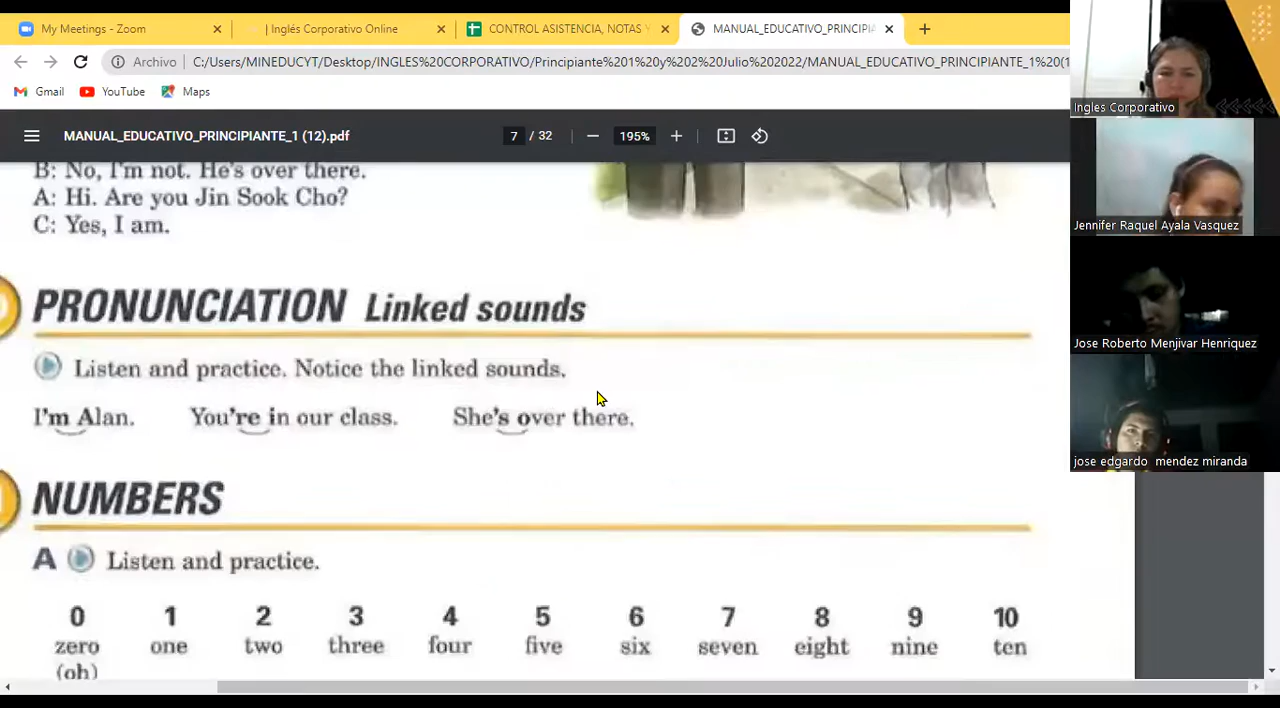 My Meetings - Zoom
Inglés Corporativo Online
CONTROL ASISTENCIA, NOTAS Y
MANUAL_EDUCATIVO_PRINCIPIA
Archivo C:/Users/MINEDUCYT/Desktop/INGLES%20CORPORATIVO/Principiante%201%20y%202%20Julio%202022/MANUAL_EDUCATIVO_PRINCIPIANTE_1%20(1
Gmail YouTube Maps
MANUAL_EDUCATIVO_PRINCIPIANTE_1 (12).pdf 7 / 32 195%
B: No, I'm not. He's over there.
A: Hi. Are you Jin Sook Cho?
C: Yes, I am.
PRONUNCIATION Linked sounds
Listen and practice. Notice the linked sounds.
I'm Alan. You're in our class. She's over there.
NUMBERS
A Listen and practice.
0 1 2 3 4 5 6 7 8 9 10
zero one two three four five six seven eight nine ten
(oh)
Ingles Corporativo
Jennifer Raquel Ayala Vasquez
Jose Roberto Menjivar Henriquez
jose edgardo mendez miranda